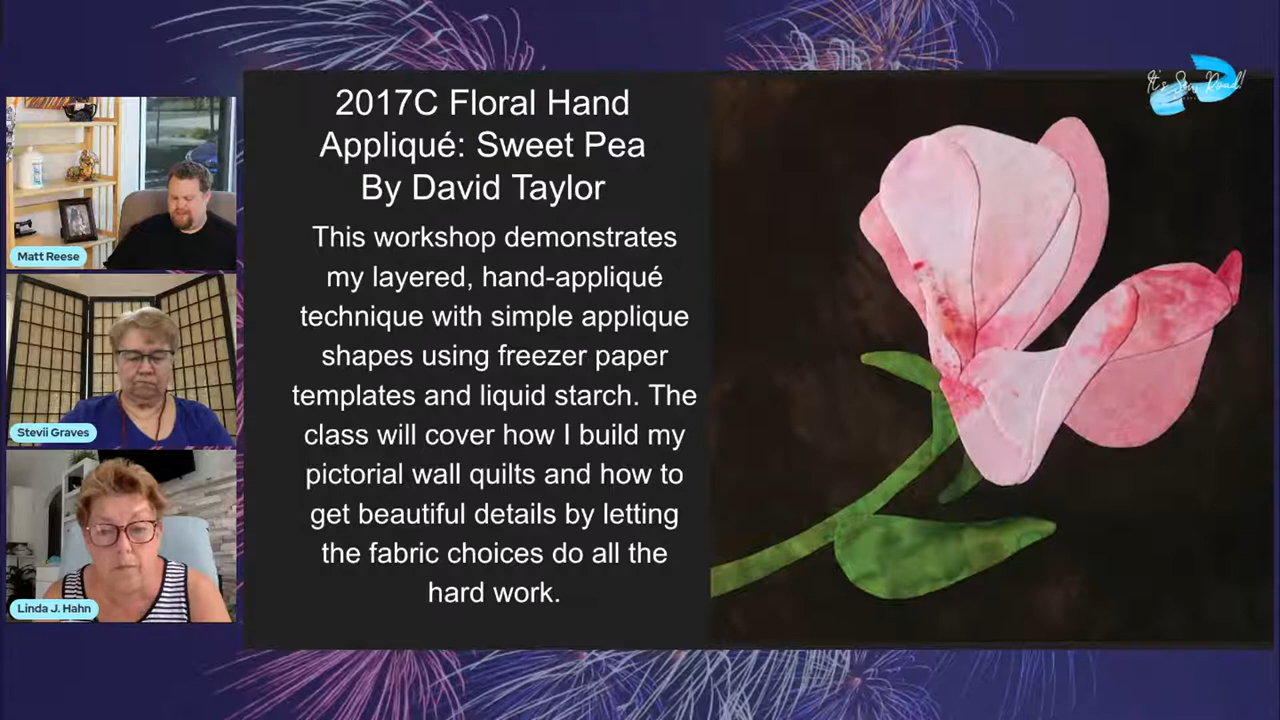 It's Sew Road!
Matt Reese
Stevii Graves
Linda J. Hahn
2017C Floral Hand
Appliqué: Sweet Pea
By David Taylor
This workshop demonstrates
my layered, hand-appliqué
technique with simple applique
shapes using freezer paper
templates and liquid starch. The
class will cover how I build my
pictorial wall quilts and how to
get beautiful details by letting
the fabric choices do all the
hard work.